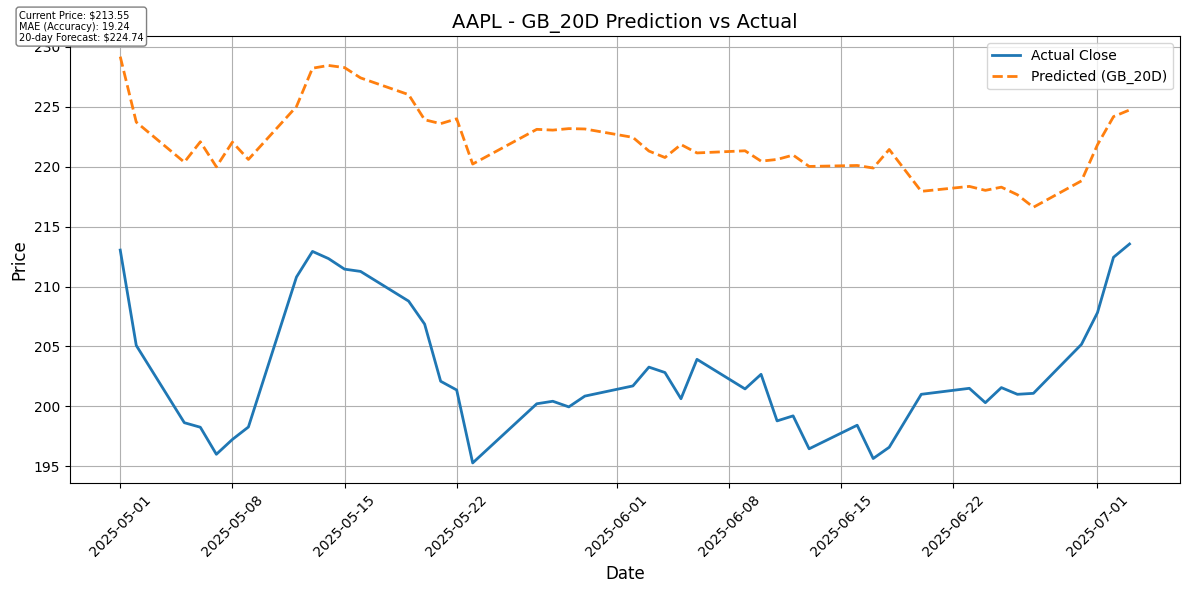 AAPL - GB_20D Prediction vs Actual
Current Price: $213.55
MAE (Accuracy): 19.24
20-day Forecast: $224.74
Actual Close
Predicted (GB_20D)
Price
230
225
220
215
210
205
200
195
2025-05-01
2025-05-08
2025-05-15
2025-05-22
2025-06-01
2025-06-08
2025-06-15
2025-06-22
2025-07-01
Date